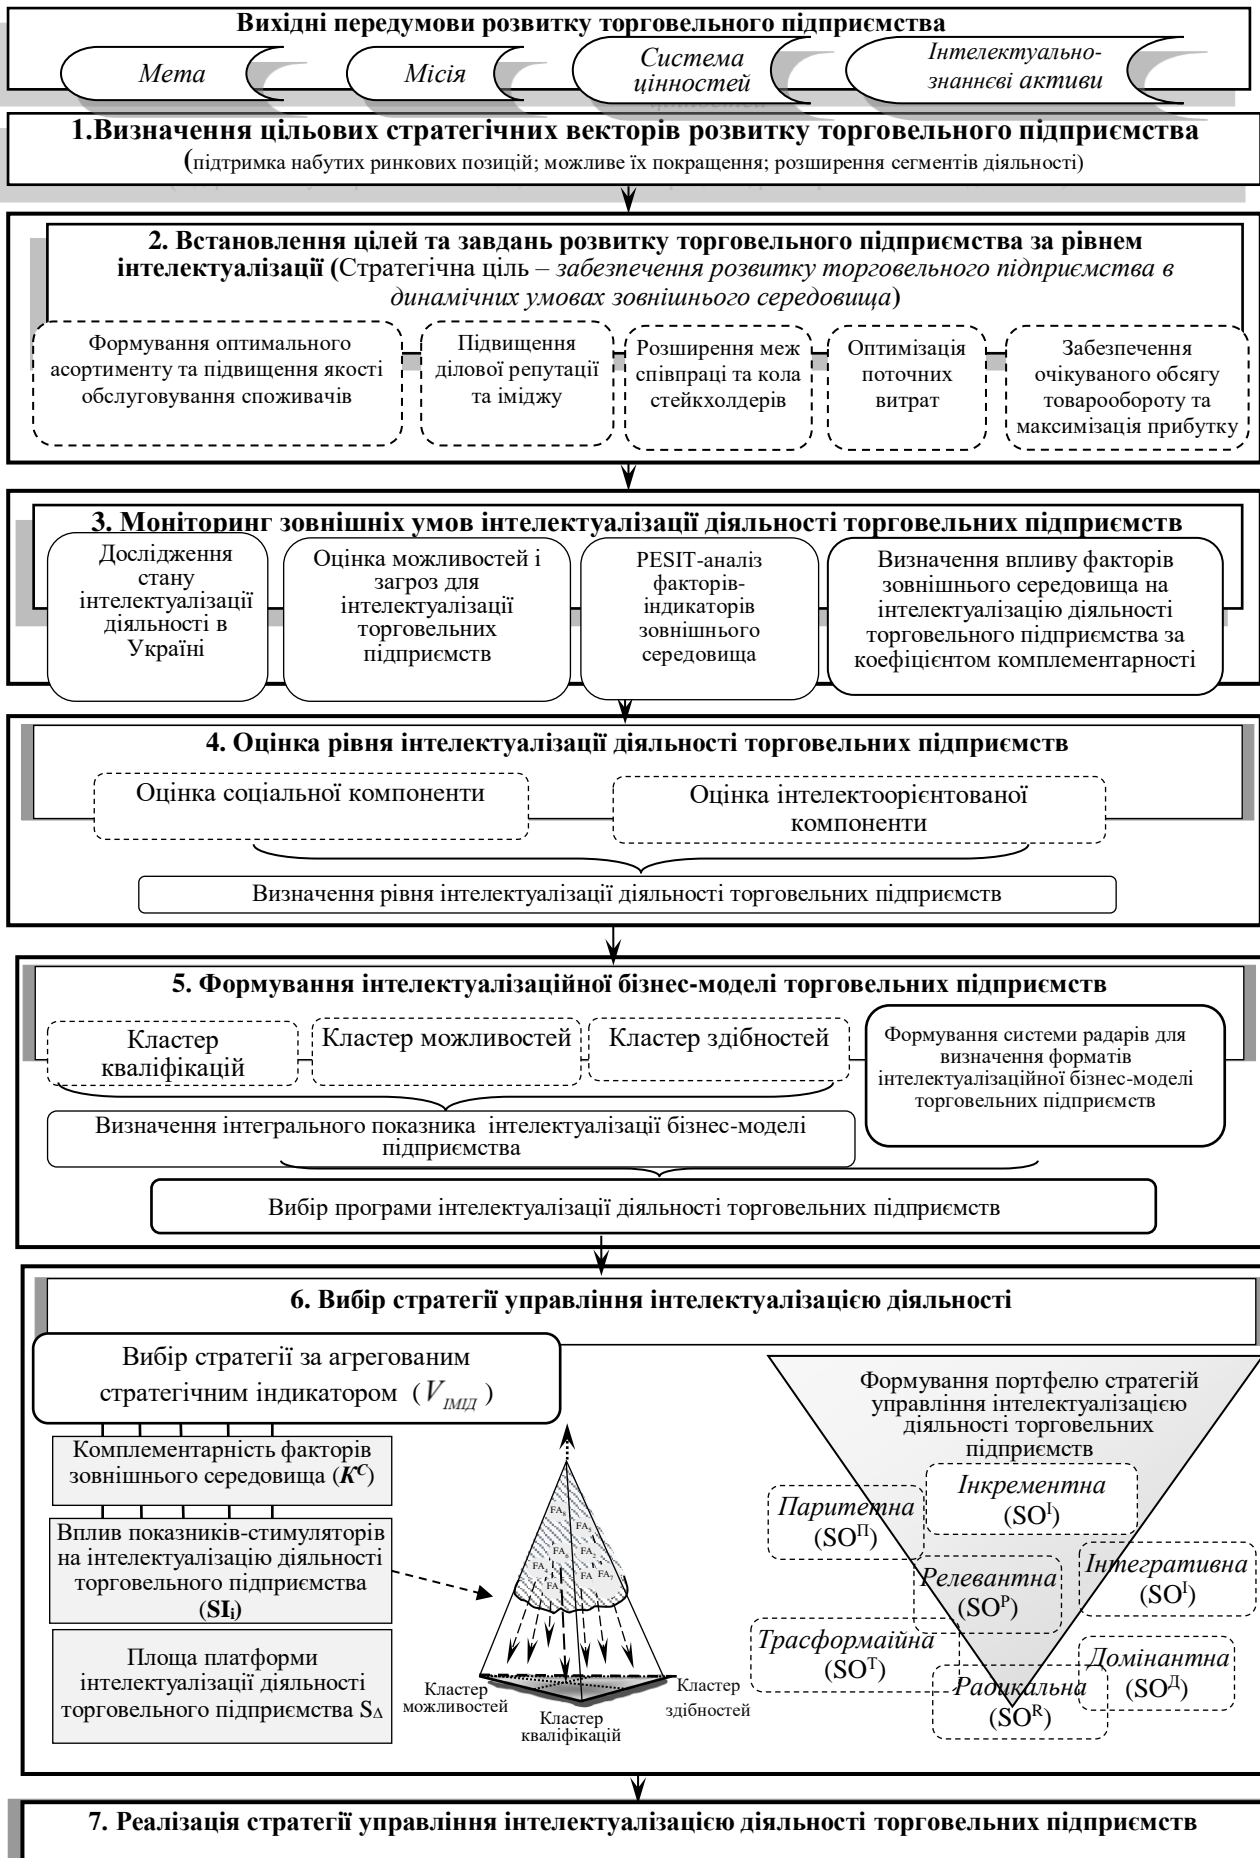 Вихідні передумови розвитку торговельного підприємства
Мета
Місія
Система
цінностей
Інтелектуально-
знаннєві активи
1.Визначення цільових стратегічних векторів розвитку торговельного підприємства
(підтримка набутих ринкових позицій; можливе їх покращення; розширення сегментів діяльності)
2. Встановлення цілей та завдань розвитку торговельного підприємства за рівнем
інтелектуалізації (Стратегічна ціль – забезпечення розвитку торговельного підприємства в
динамічних умовах зовнішнього середовища)
Формування оптимального
асортименту та підвищення якості
обслуговування споживачів
Підвищення
ділової репутації
та іміджу
Розширення меж
співпраці та кола
стейкхолдерів
Оптимізація
поточних
витрат
Забезпечення
очікуваного обсягу
товарообороту та
максимізація прибутку
3. Моніторинг зовнішніх умов інтелектуалізації діяльності торговельних підприємств
Дослідження
стану
інтелектуалізації
діяльності в
Україні
Оцінка можливостей і
загроз для
інтелектуалізації
торговельних
підприємств
PESIT-аналіз
факторів-
індикаторів
зовнішнього
середовища
Визначення впливу факторів
зовнішнього середовища на
інтелектуалізацію діяльності
торговельного підприємства за
коефіцієнтом комплементарності
4. Оцінка рівня інтелектуалізації діяльності торговельних підприємств
Оцінка соціальної компоненти
Оцінка інтелектоорієнтованої
компоненти
Визначення рівня інтелектуалізації діяльності торговельних підприємств
5. Формування інтелектуалізаційної бізнес-моделі торговельних підприємств
Кластер
кваліфікацій
Кластер можливостей
Кластер здібностей
Формування системи радарів для
визначення форматів
інтелектуалізаційної бізнес-моделі
торговельних підприємств
Визначення інтегрального показника інтелектуалізації бізнес-моделі
підприємства
Вибір програми інтелектуалізації діяльності торговельних підприємств
6. Вибір стратегії управління інтелектуалізацією діяльності
Вибір стратегії за агрегованим
стратегічним індикатором (V ІМІД)
Комплементарність факторів
зовнішнього середовища (K^C)
Вплив показників-стимуляторів
на інтелектуалізацію діяльності
торговельного підприємства
(SI_i)
Площа платформи
інтелектуалізації діяльності
торговельного підприємства S_Δ
Кластер
можливостей
Кластер
кваліфікацій
Кластер
здібностей
Формування портфелю стратегій
управління інтелектуалізацією
діяльності торговельних
підприємств
Паритетна
(SO^П)
Інкрементна
(SO^I)
Релевантна
(SO^P)
Інтегративна
(SO^I)
Трасформаійна
(SO^T)
Радикальна
(SO^R)
Домінантна
(SO^Д)
7. Реалізація стратегії управління інтелектуалізацією діяльності торговельних підприємств